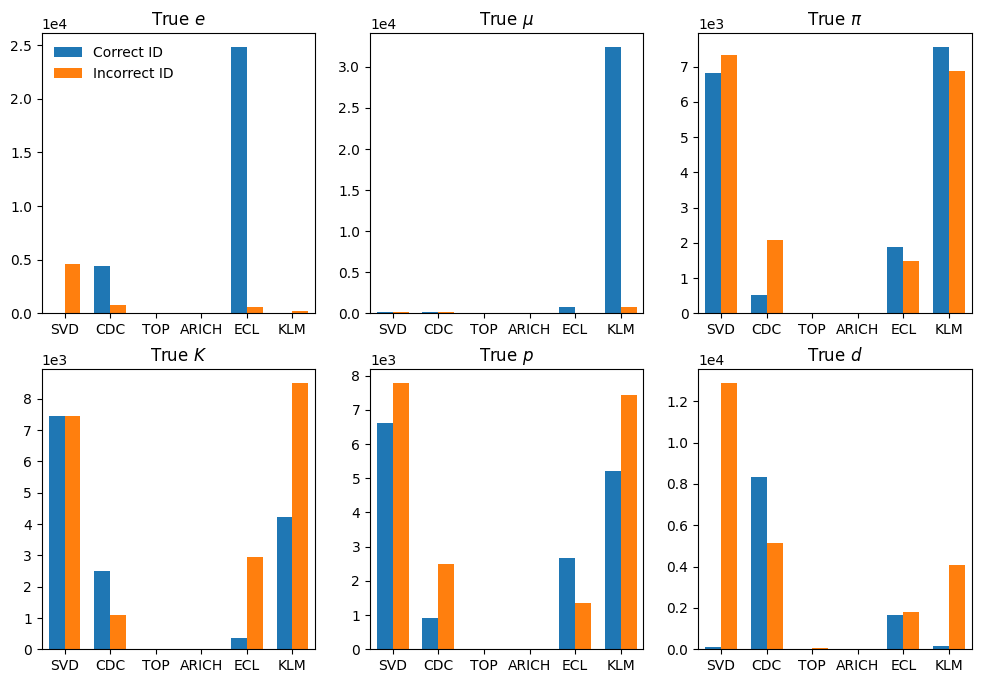 True e
1e4
2.5
2.0
1.5
1.0
0.5
0.0
Correct ID
Incorrect ID
SVD CDC TOP ARICH ECL KLM
True μ
1e4
3.0
2.5
2.0
1.5
1.0
0.5
0.0
SVD CDC TOP ARICH ECL KLM
True π
1e3
7
6
5
4
3
2
1
0
SVD CDC TOP ARICH ECL KLM
True K
1e3
8
7
6
5
4
3
2
1
0
SVD CDC TOP ARICH ECL KLM
True p
1e3
8
7
6
5
4
3
2
1
0
SVD CDC TOP ARICH ECL KLM
True d
1e4
1.2
1.0
0.8
0.6
0.4
0.2
0.0
SVD CDC TOP ARICH ECL KLM